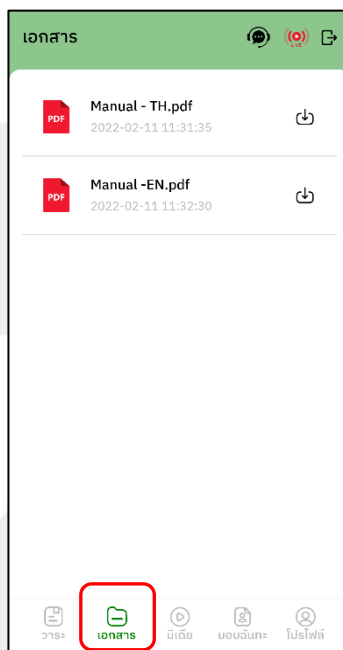 เอกสาร
LIVE
PDF
Manual - TH.pdf
2022-02-11 11:31:35
PDF
Manual -EN.pdf
2022-02-11 11:32:30
วาระ
เอกสาร
มีเดีย
มอบฉันทะ
โปรไฟล์